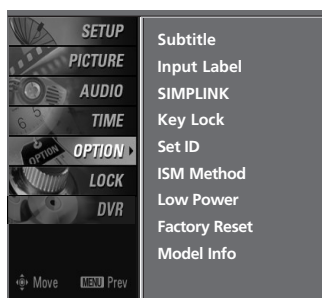 SETUP
PICTURE
AUDIO
TIME
OPTION
LOCK
DVR
Move MENU Prev
Subtitle
Input Label
SIMPLINK
Key Lock
Set ID
ISM Method
Low Power
Factory Reset
Model Info